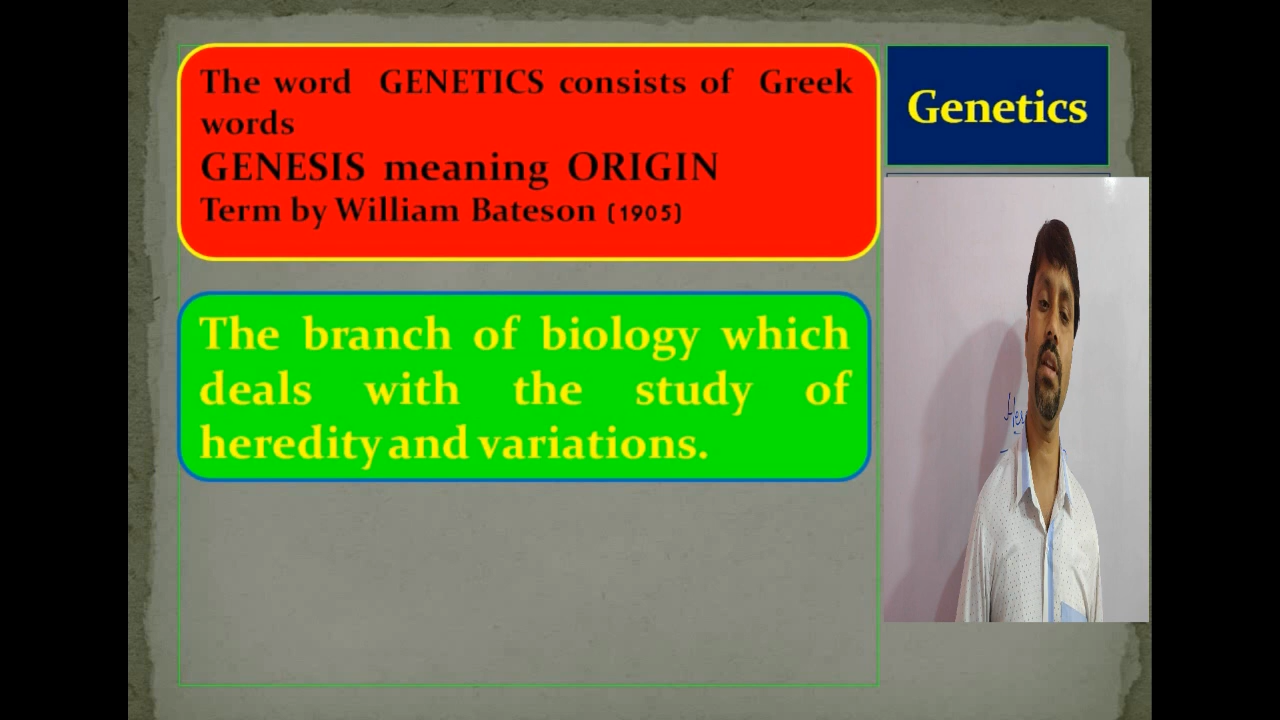 The word GENETICS consists of Greek
words
GENESIS meaning ORIGIN
Term by William Bateson (1905)
Genetics
The branch of biology which
deals with the study of
heredity and variations.